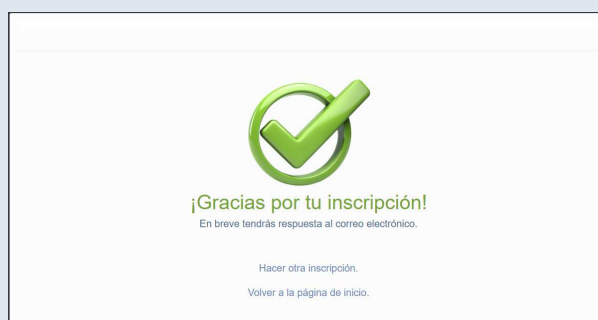 ¡Gracias por tu inscripción!
En breve tendrás respuesta al correo electrónico.
Hacer otra inscripción.
Volver a la página de inicio.